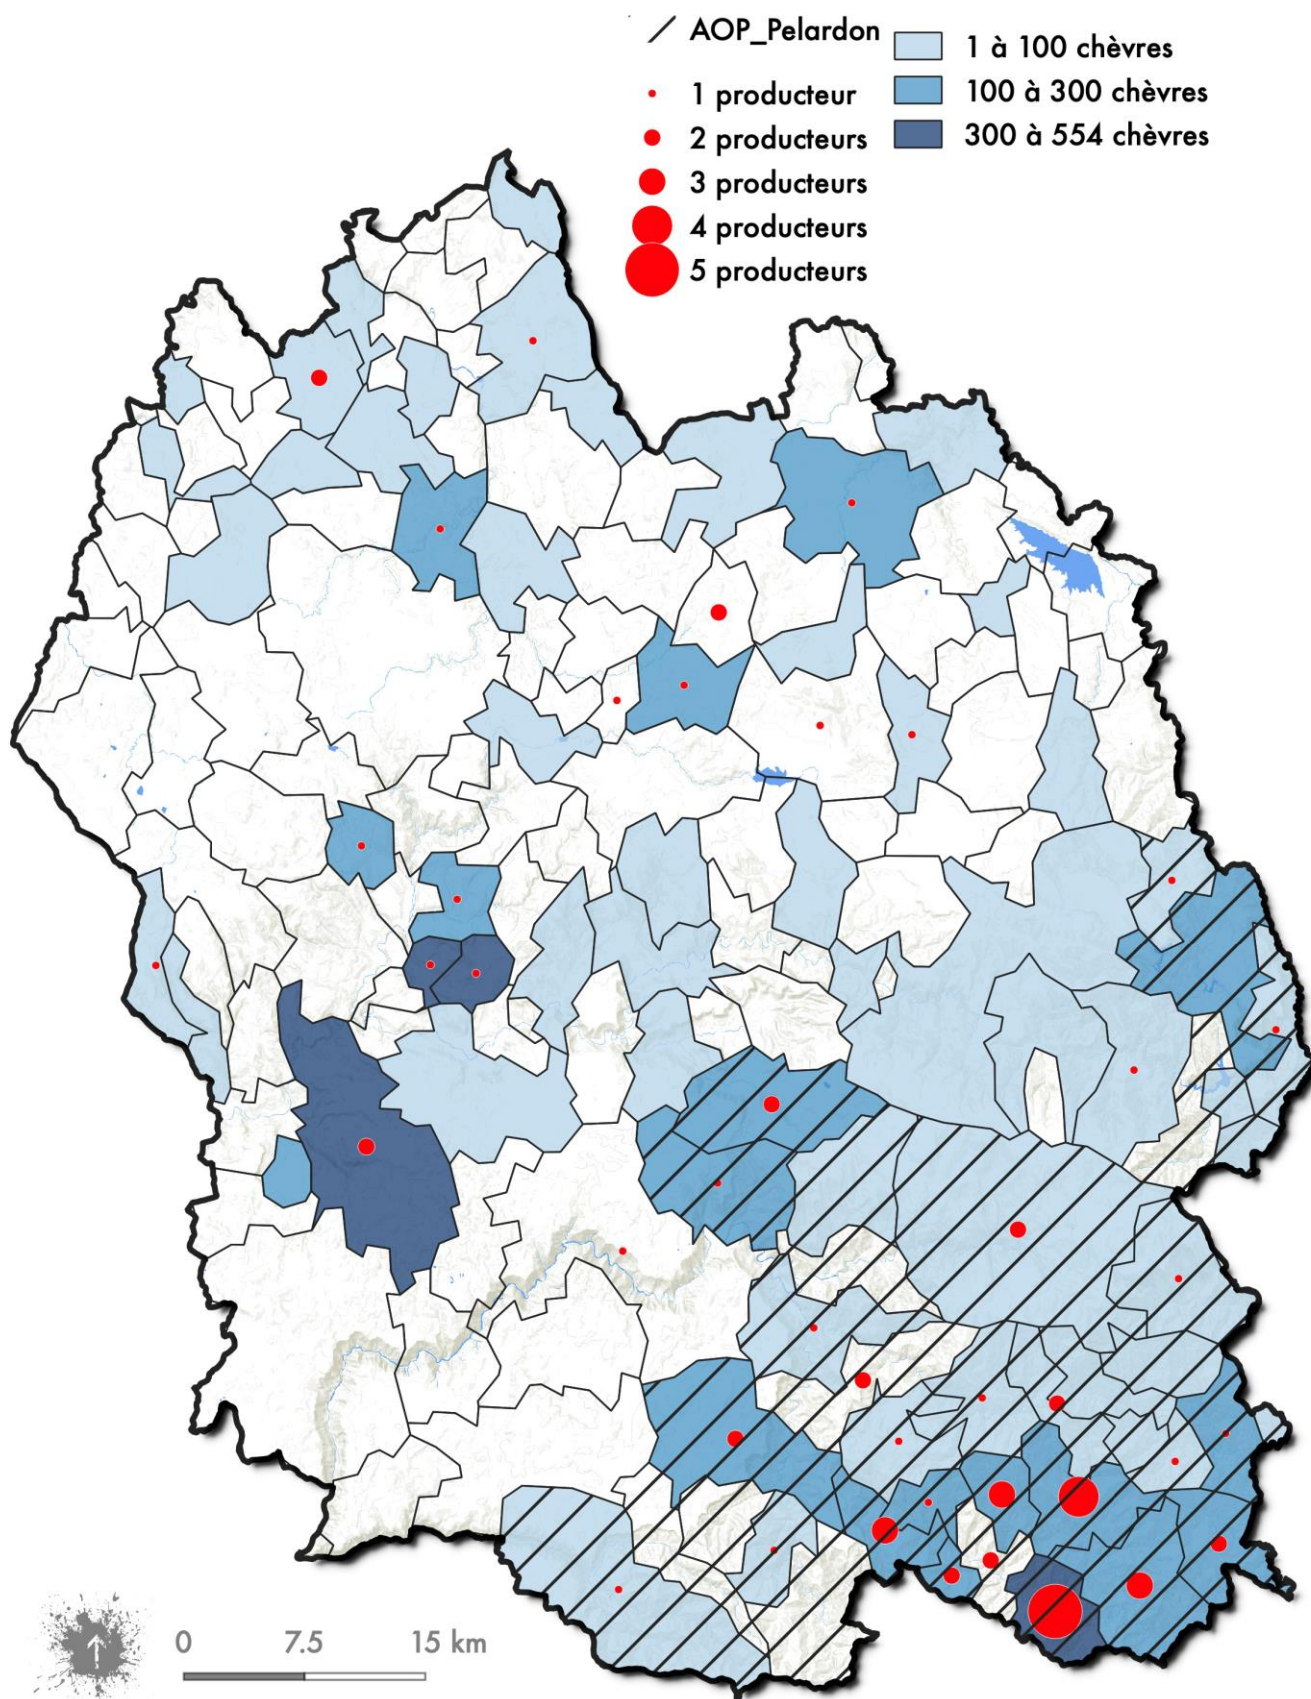 AOP_Pelardon
1 producteur
2 producteurs
3 producteurs
4 producteurs
5 producteurs
1 à 100 chèvres
100 à 300 chèvres
300 à 554 chèvres
0 7.5 15 km